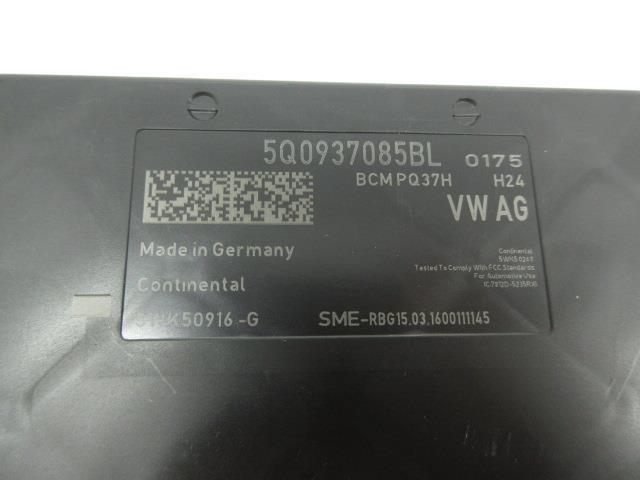 5Q0937085BL 0175
BCM PQ37H H24
VW AG
Made in Germany
Continental
Tested To Comply With FCC Standards
For Automotive Use
Continental
50916-G SME-RBG15.03.1600111145